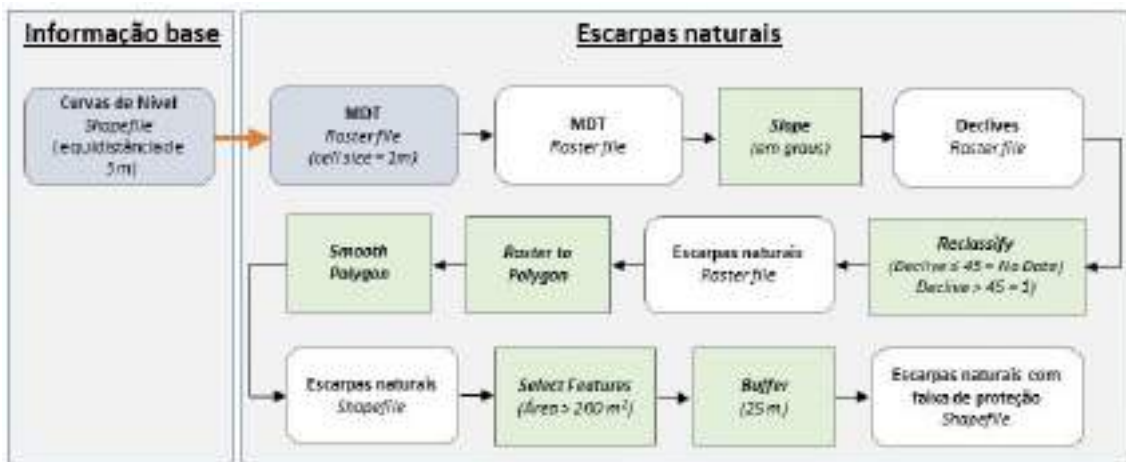 Informação base
Escarpas naturais
Curvas de Nível
Shapefile
(equidistância de
5m)
MDT
Raster file
(cell size = 1m)
MDT
Raster file
Slope
(em graus)
Declives
Raster file
Smooth
Polygon
Raster to
Polygon
Escarpas naturais
Raster file
Reclassify
(Declive ≤ 45 = No Data)
Declive > 45 = 1)
Escarpas naturais
Shapefile
Select Features
(Área > 200 m²)
Buffer
(25 m)
Escarpas naturais com
faixa de proteção
Shapefile